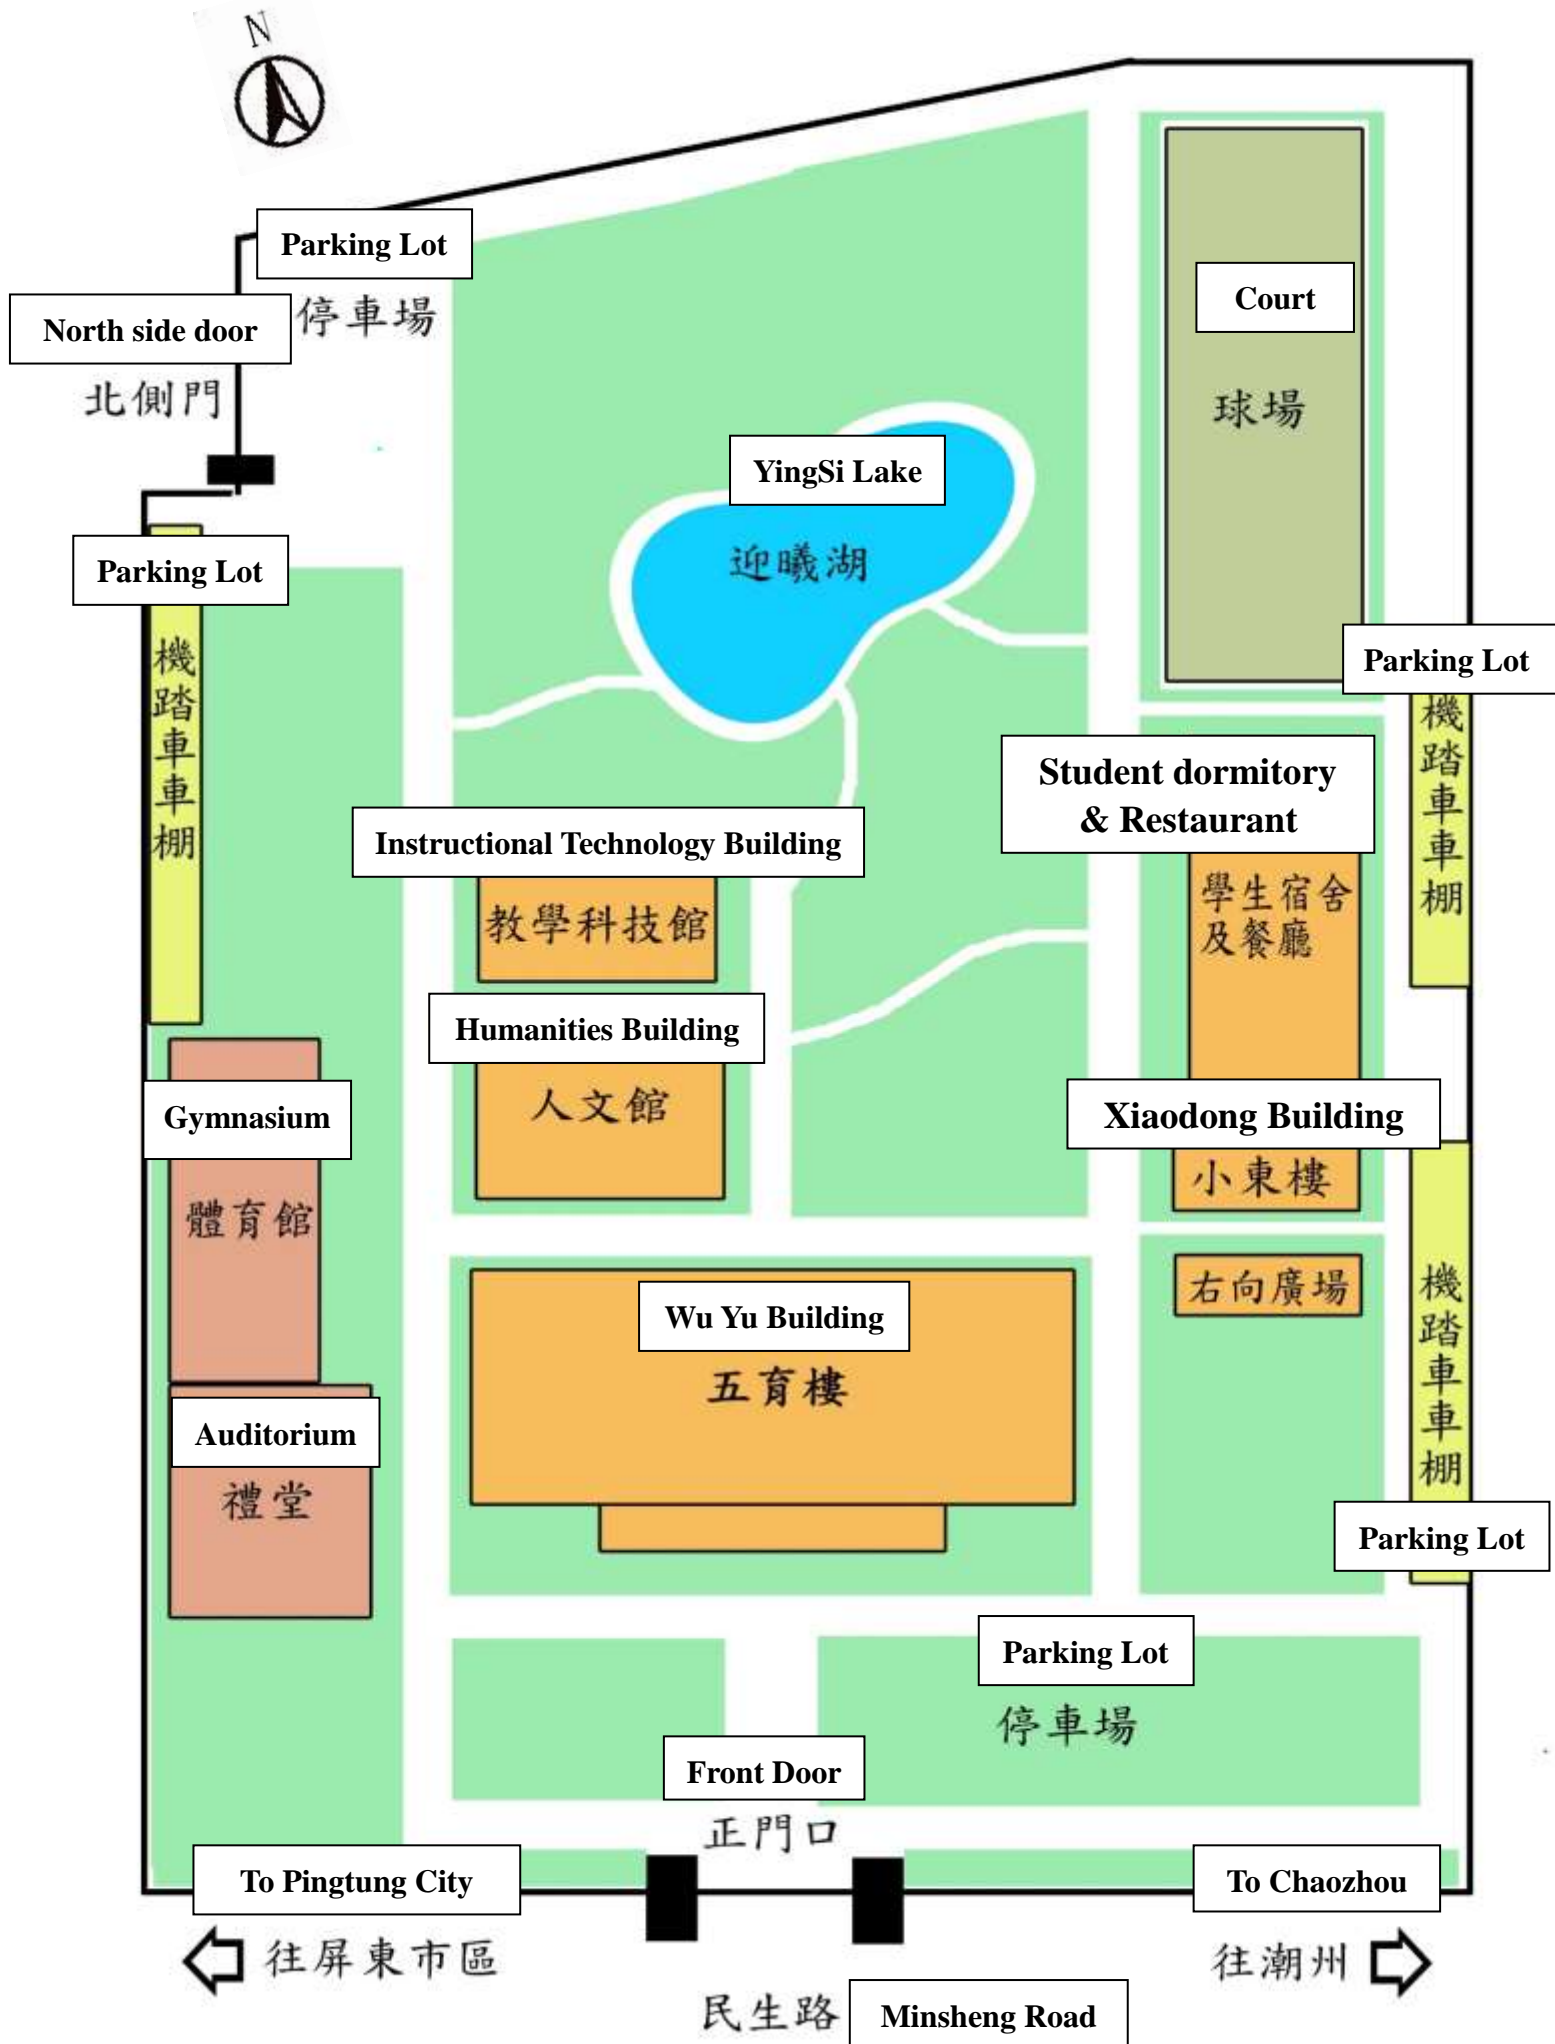 N
Parking Lot
停車場
North side door
北側門
Court
球場
YingSi Lake
迎曦湖
Parking Lot
機踏車車棚
Parking Lot
機踏車車棚
Student dormitory
& Restaurant
學生宿舍
及餐廳
Instructional Technology Building
教學科技館
Humanities Building
人文館
Gymnasium
體育館
Xiaodong Building
小東樓
右向廣場
Wu Yu Building
五育樓
機踏車車棚
Parking Lot
Auditorium
禮堂
Parking Lot
停車場
Front Door
正門口
To Pingtung City
往屏東市區
To Chaozhou
往潮州
民生路 Minsheng Road